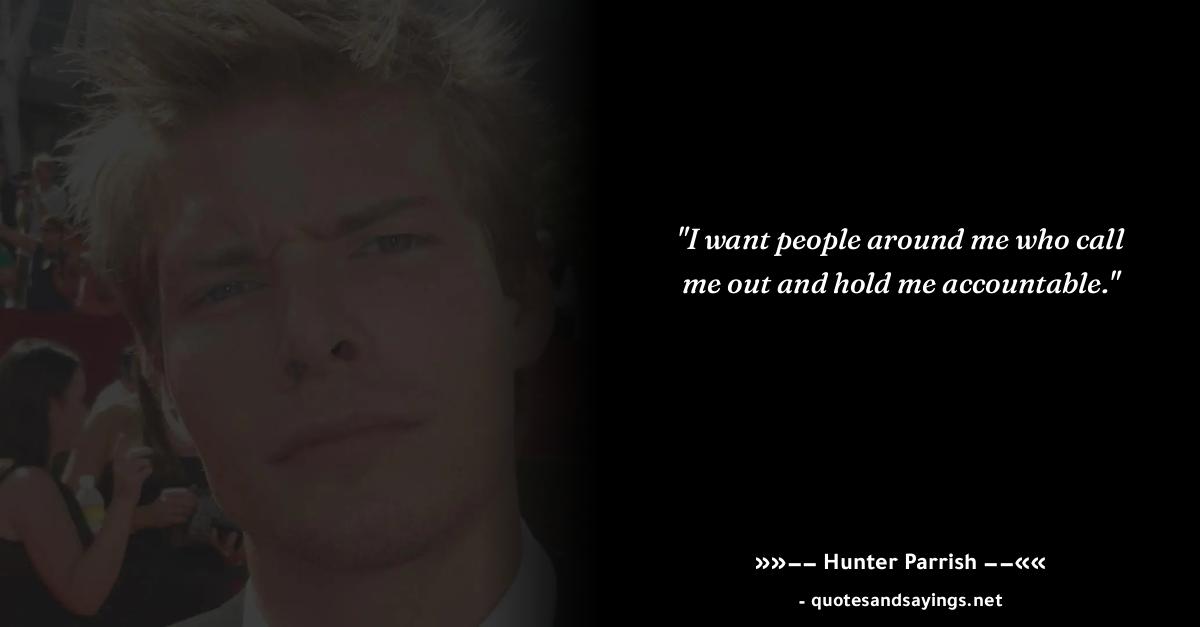 "I want people around me who call
me out and hold me accountable."
»»–– Hunter Parrish ––««
- quotesandsayings.net